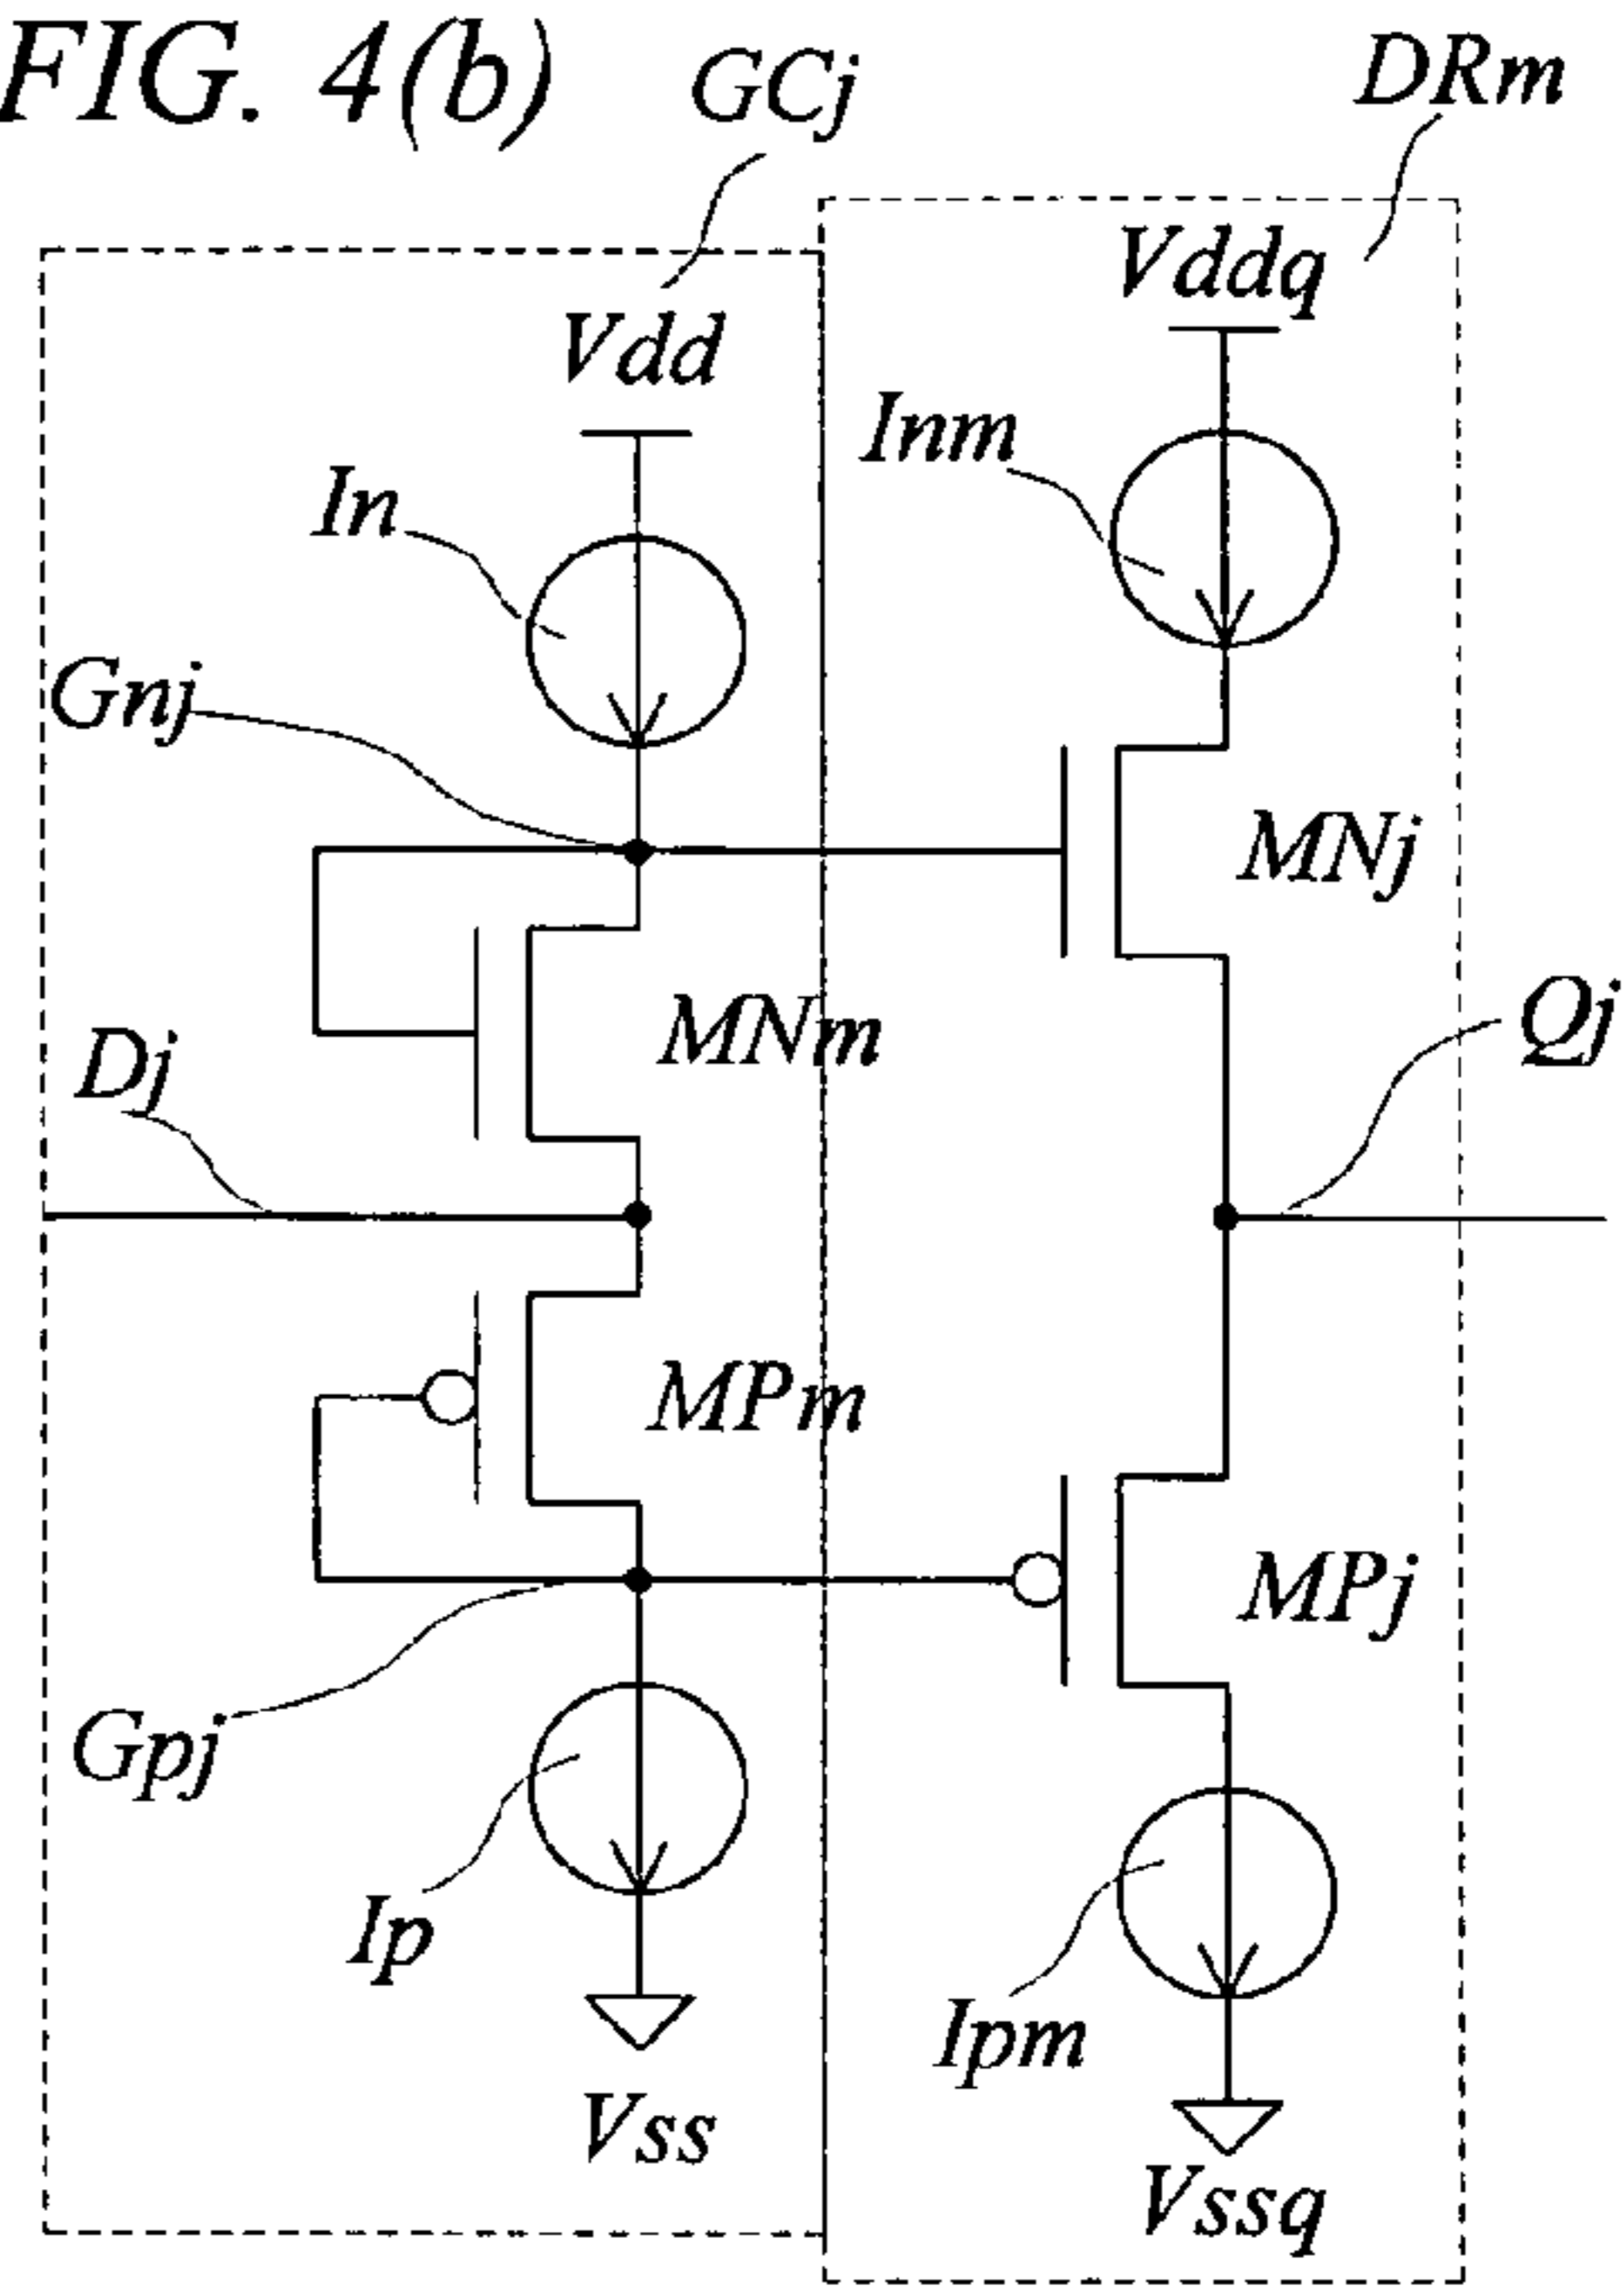 FIG. 4(b)
GCj
DRm
Vddq
Vdd
Inm
In
Gnj
MNj
MNm
Qj
Dj
MPm
MPj
Gpj
Ip
Ipm
Vss
Vssq